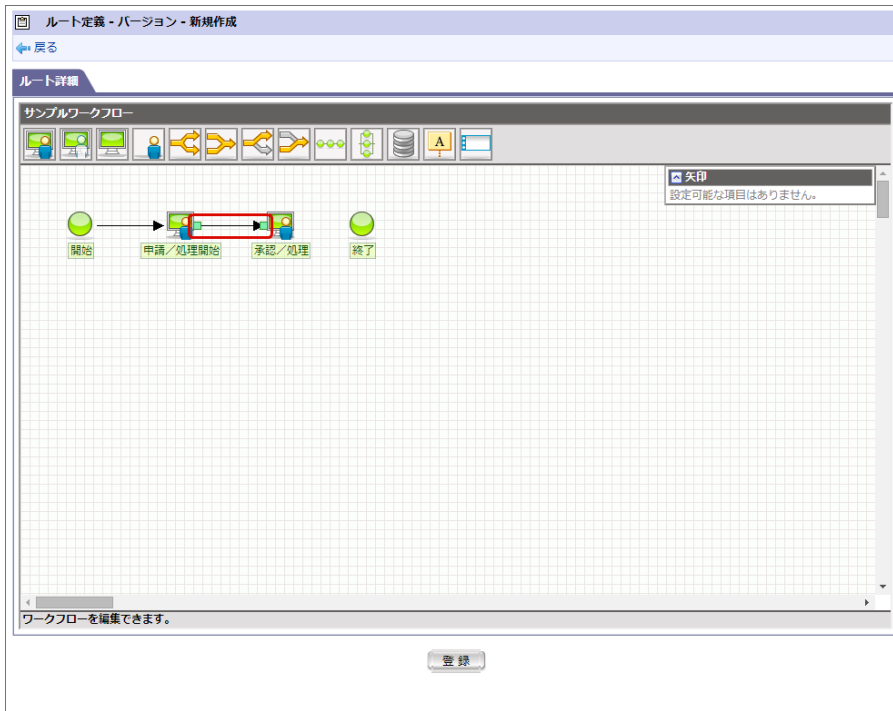 ルート定義 - バージョン - 新規作成
戻る
ルート詳細
サンプルワークフロー
A
矢印
設定可能な項目はありません。
開始
申請／処理開始
承認／処理
終了
ワークフローを編集できます。
登録